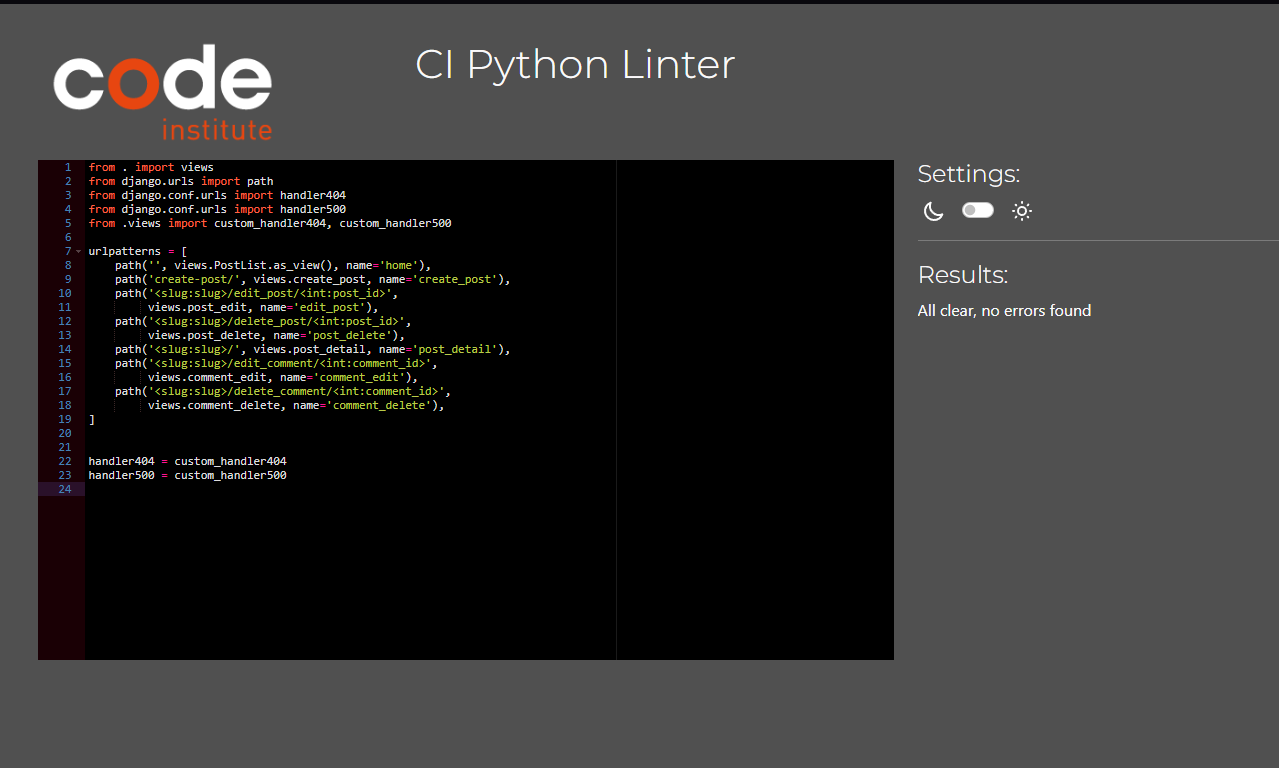 code
institute
CI Python Linter
1 from . import views
2 from django.urls import path
3 from django.conf.urls import handler404
4 from django.conf.urls import handler500
5 from .views import custom_handler404, custom_handler500
6
7 urlpatterns = [
8     path('', views.PostList.as_view(), name='home'),
9     path('create-post/', views.create_post, name='create_post'),
10     path('<slug:slug>/edit_post/<int:post_id>',
11          views.post_edit, name='edit_post'),
12     path('<slug:slug>/delete_post/<int:post_id>',
13          views.post_delete, name='post_delete'),
14     path('<slug:slug>/', views.post_detail, name='post_detail'),
15     path('<slug:slug>/edit_comment/<int:comment_id>',
16          views.comment_edit, name='comment_edit'),
17     path('<slug:slug>/delete_comment/<int:comment_id>',
18          views.comment_delete, name='comment_delete'),
19 ]
20
21
22 handler404 = custom_handler404
23 handler500 = custom_handler500
24
Settings:
Results:
All clear, no errors found